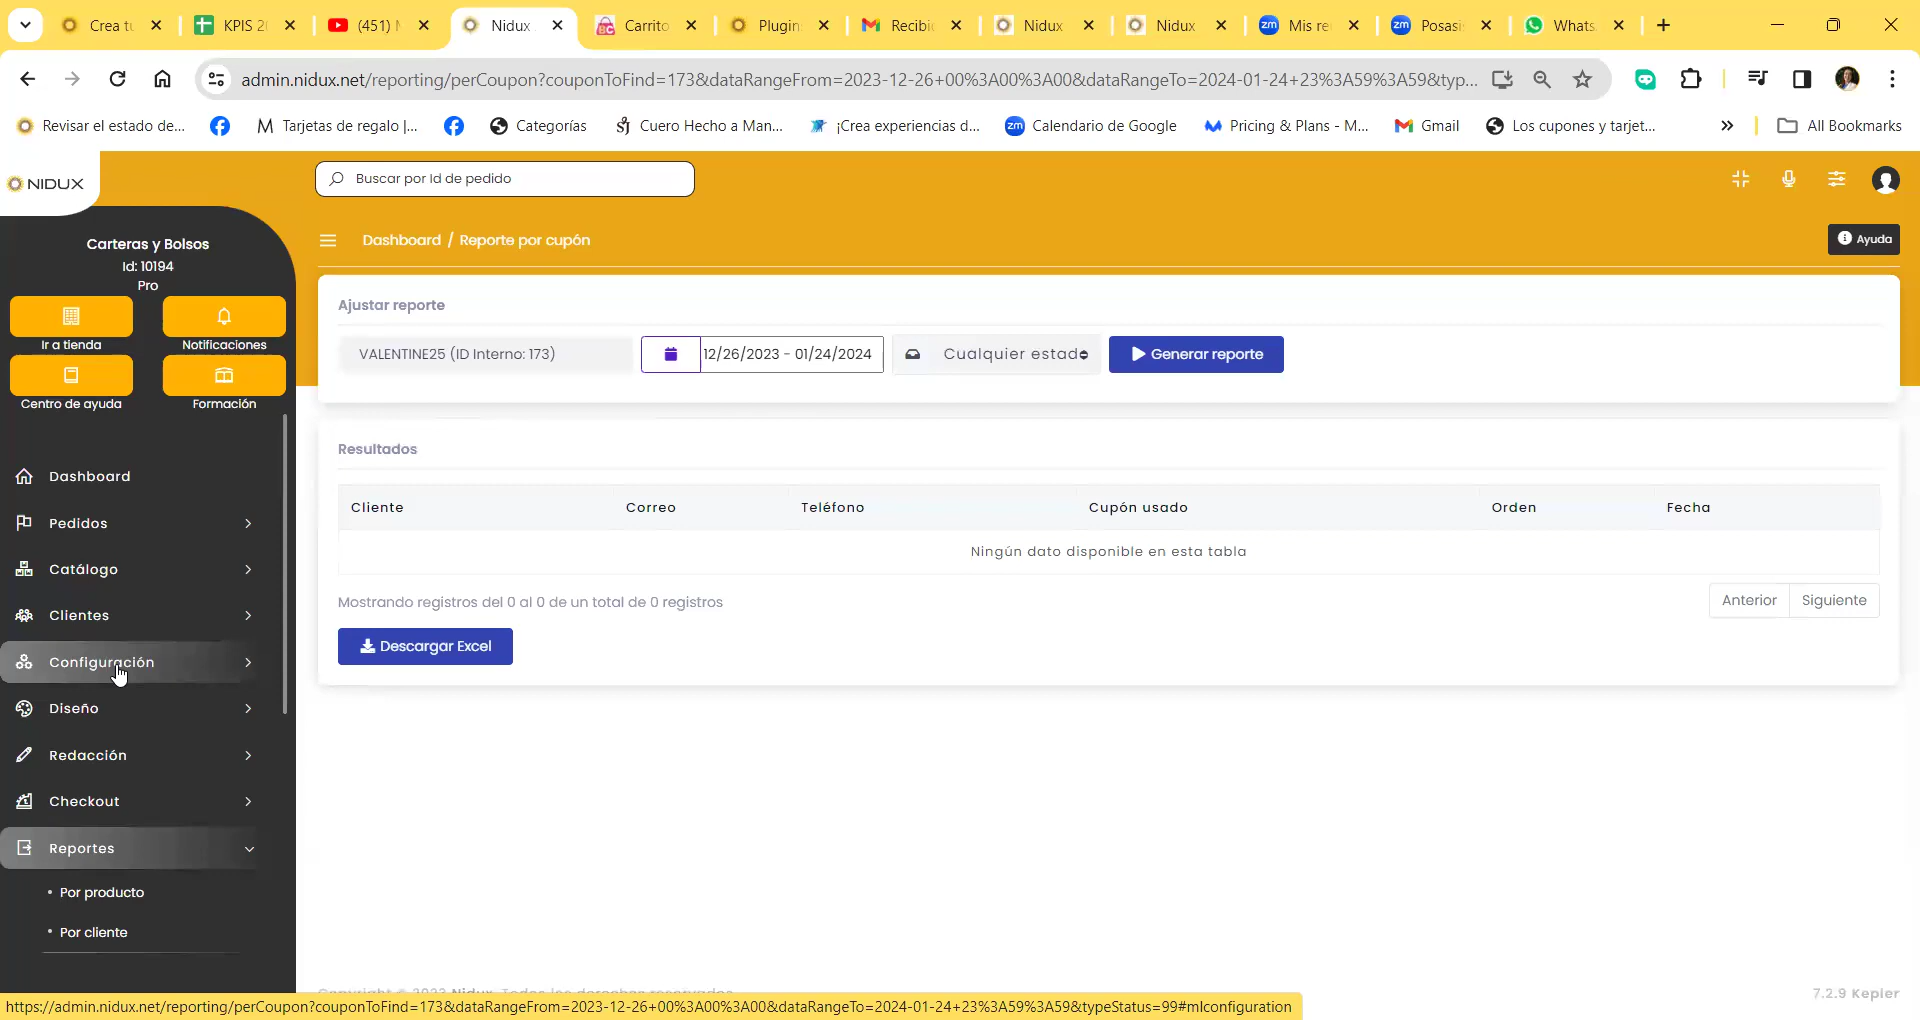 Crea tu
KPIS 20
(451)
Nidux
Carrito
Plugin
Recibi
Nidux
Nidux
Mis re
Posasi
Whats
admin.nidux.net/reporting/perCoupon?couponToFind=173&dataRangeFrom=2023-12-26+00%3A00%3A00&dataRangeTo=2024-01-24+23%3A59%3A59&typ...
Revisar el estado de...
Tarjetas de regalo |...
Categorías
Cuero Hecho a Man...
¡Crea experiencias d...
Calendario de Google
Pricing & Plans - M...
Gmail
Los cupones y tarjet...
All Bookmarks
NIDUX
Buscar por Id de pedido
Carteras y Bolsos
Id: 10194
Pro
Ir a tienda
Notificaciones
Centro de ayuda
Formación
Dashboard / Reporte por cupón
Ayuda
Ajustar reporte
VALENTINE25 (ID Interno: 173)
12/26/2023 - 01/24/2024
Cualquier estado
Generar reporte
Resultados
Cliente
Correo
Teléfono
Cupón usado
Orden
Fecha
Ningún dato disponible en esta tabla
Mostrando registros del 0 al 0 de un total de 0 registros
Anterior
Siguiente
Descargar Excel
Dashboard
Pedidos
Catálogo
Clientes
Configuración
Diseño
Redacción
Checkout
Reportes
Por producto
Por cliente
Copyright © 2023 Nidux. Todos los derechos reservados
7.2.9 Kepler
https://admin.nidux.net/reporting/perCoupon?couponToFind=173&dataRangeFrom=2023-12-26+00%3A00%3A00&dataRangeTo=2024-01-24+23%3A59%3A59&typeStatus=99#mlconfiguration